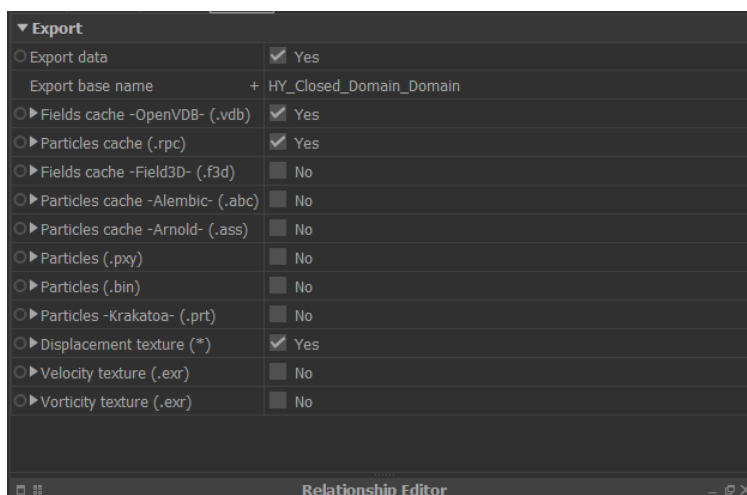 Export
Export data Yes
Export base name + HY_Closed_Domain_Domain
Fields cache -OpenVDB- (.vdb) Yes
Particles cache (.rpc) Yes
Fields cache -Field3D- (.f3d) No
Particles cache -Alembic- (.abc) No
Particles cache -Arnold- (.ass) No
Particles (.pxy) No
Particles (.bin) No
Particles -Krakatoa- (.prt) No
Displacement texture (*) Yes
Velocity texture (.exr) No
Vorticity texture (.exr) No
Relationship Editor